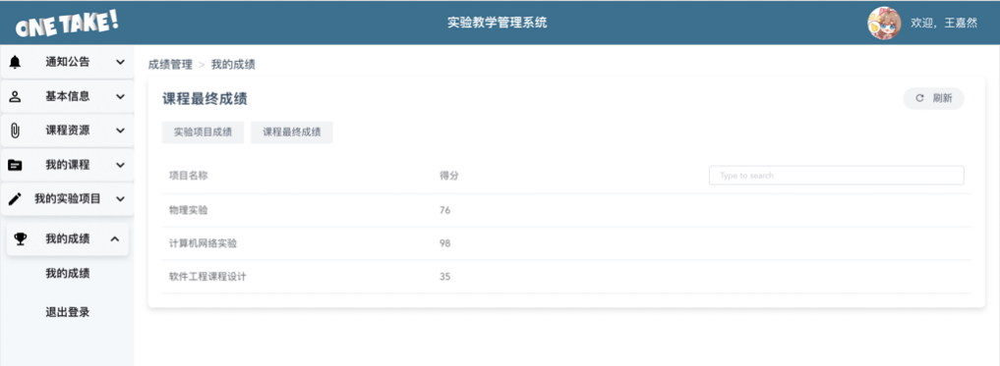 ONE TAKE!
实验教学管理系统
欢迎，王嘉然
通知公告
基本信息
课程资源
我的课程
我的实验项目
我的成绩
我的成绩
退出登录
成绩管理 > 我的成绩
课程最终成绩
刷新
实验项目成绩 课程最终成绩
项目名称 得分 Type to search
物理实验 76
计算机网络实验 98
软件工程课程设计 35